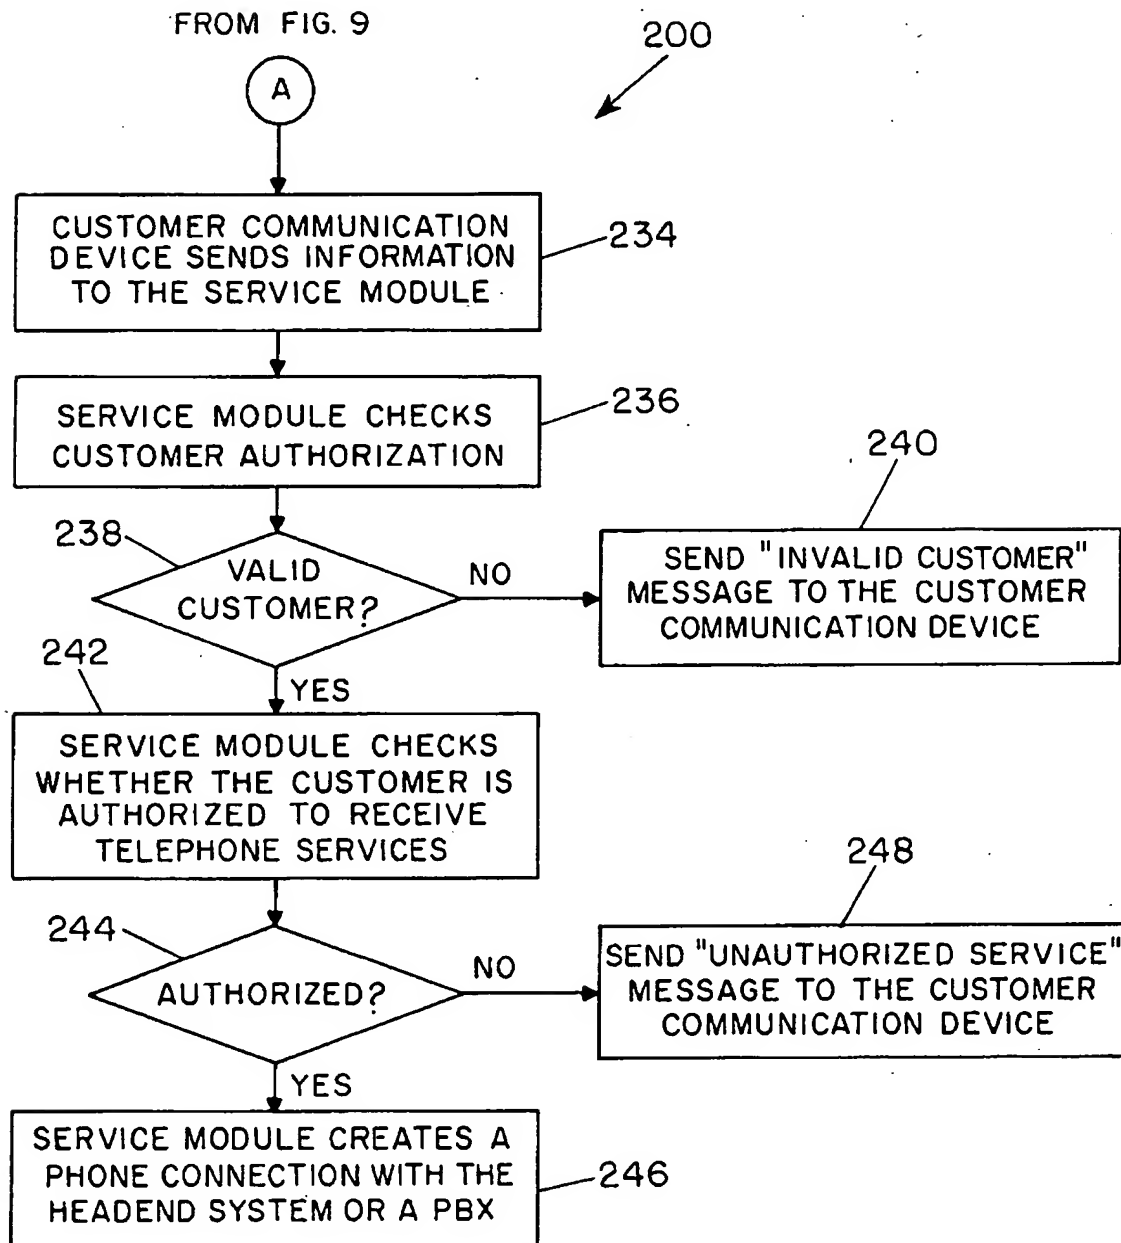 FROM FIG. 9
200
A
CUSTOMER COMMUNICATION
DEVICE SENDS INFORMATION
TO THE SERVICE MODULE
234
SERVICE MODULE CHECKS
CUSTOMER AUTHORIZATION
236
238
VALID
CUSTOMER?
NO
240
SEND "INVALID CUSTOMER"
MESSAGE TO THE CUSTOMER
COMMUNICATION DEVICE
242
YES
SERVICE MODULE CHECKS
WHETHER THE CUSTOMER IS
AUTHORIZED TO RECEIVE
TELEPHONE SERVICES
244
AUTHORIZED?
NO
248
SEND "UNAUTHORIZED SERVICE"
MESSAGE TO THE CUSTOMER
COMMUNICATION DEVICE
YES
SERVICE MODULE CREATES A
PHONE CONNECTION WITH THE
HEADEND SYSTEM OR A PBX
246